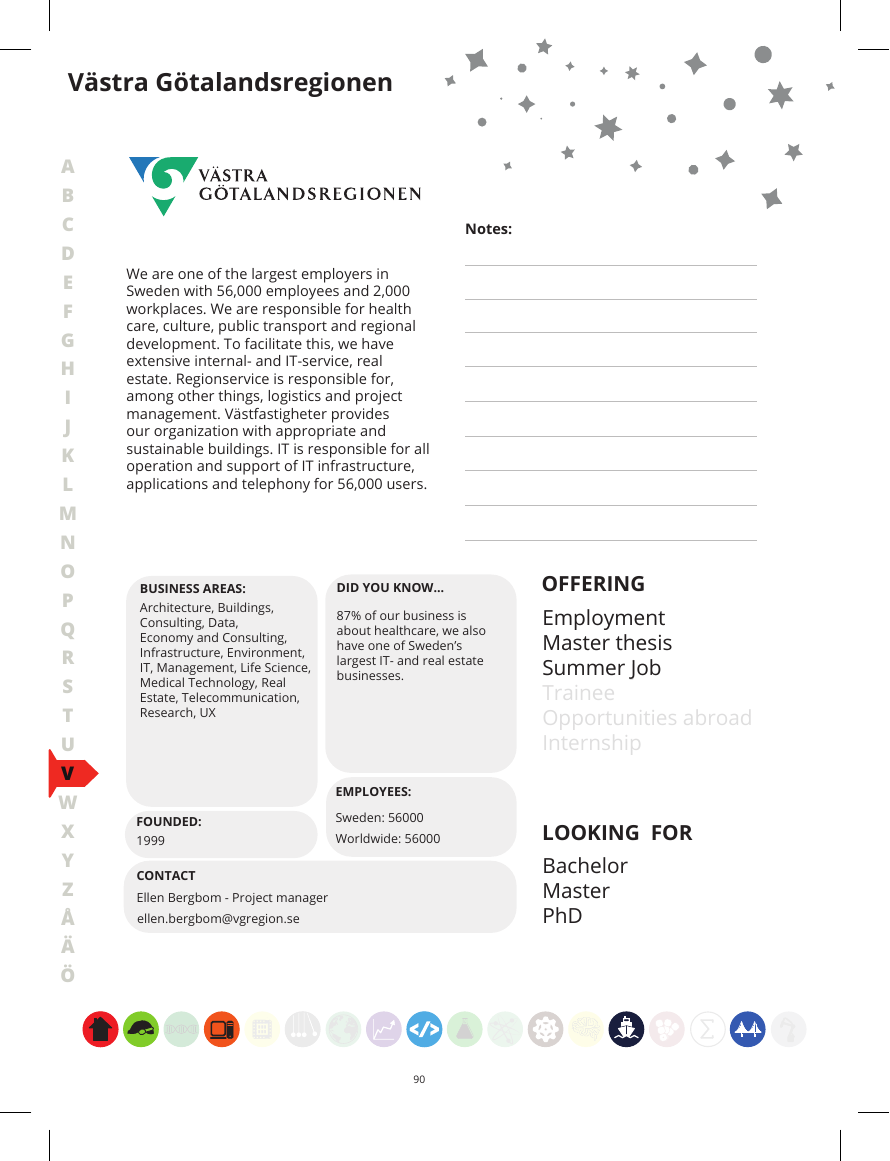 Västra Götalandsregionen
A
B
C
D
E
F
G
H
I
J
K
L
M
N
O
P
Q
R
S
T
U
V
W
X
Y
Z
Å
Ä
Ö
VÄSTRA
GÖTALANDSREGIONEN
We are one of the largest employers in
Sweden with 56,000 employees and 2,000
workplaces. We are responsible for health
care, culture, public transport and regional
development. To facilitate this, we have
extensive internal- and IT-service, real
estate. Regionservice is responsible for,
among other things, logistics and project
management. Västfastigheter provides
our organization with appropriate and
sustainable buildings. IT is responsible for all
operation and support of IT infrastructure,
applications and telephony for 56,000 users.
Notes:
BUSINESS AREAS:
Architecture, Buildings,
Consulting, Data,
Economy and Consulting,
Infrastructure, Environment,
IT, Management, Life Science,
Medical Technology, Real
Estate, Telecommunication,
Research, UX
DID YOU KNOW...
87% of our business is
about healthcare, we also
have one of Sweden’s
largest IT- and real estate
businesses.
FOUNDED:
1999
EMPLOYEES:
Sweden: 56000
Worldwide: 56000
CONTACT
Ellen Bergbom - Project manager
ellen.bergbom@vgregion.se
OFFERING
Employment
Master thesis
Summer Job
Trainee
Opportunities abroad
Internship
LOOKING FOR
Bachelor
Master
PhD
</>
Σ
90